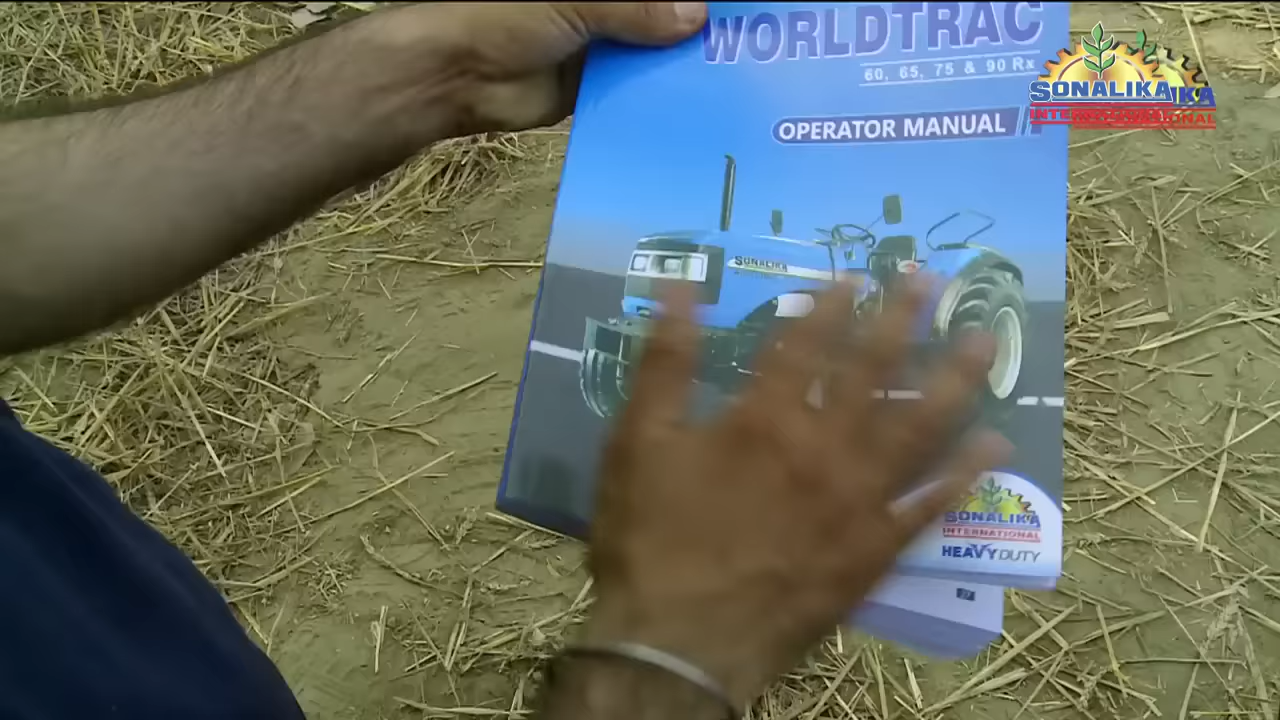 WORLDTRAC
60, 65, 75 & 90 Rx
OPERATOR MANUAL
SONALIKA
INTERNATIONAL
SONALIKA
SONALIKA
INTERNATIONAL
HEAVY DUTY